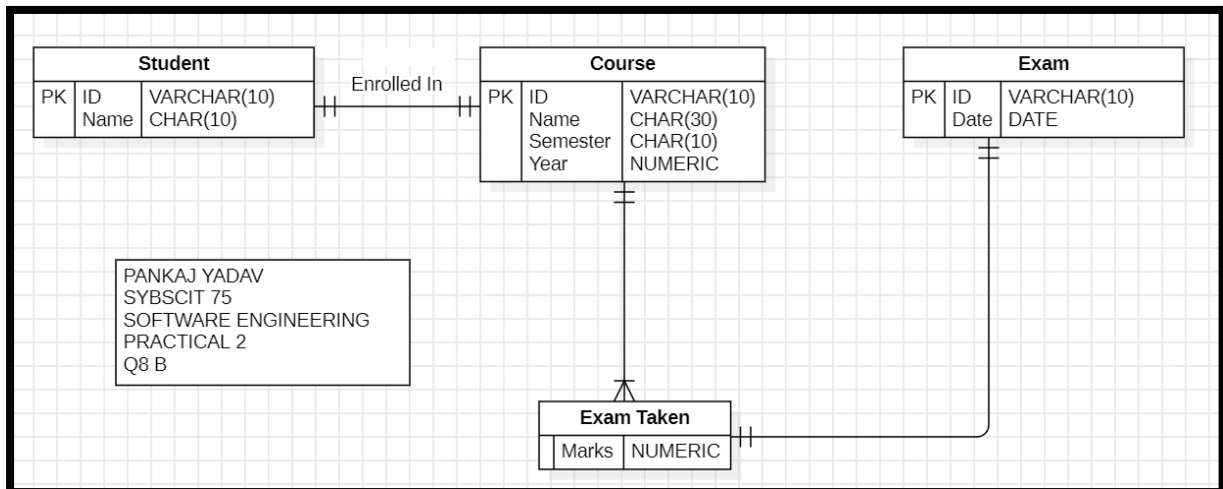 Student
PK ID VARCHAR(10)
Name CHAR(10)
Enrolled In
Course
PK ID VARCHAR(10)
Name CHAR(30)
Semester CHAR(10)
Year NUMERIC
Exam
PK ID VARCHAR(10)
Date DATE
PANKAJ YADAV
SYBSCIT 75
SOFTWARE ENGINEERING
PRACTICAL 2
Q8 B
Exam Taken
Marks NUMERIC